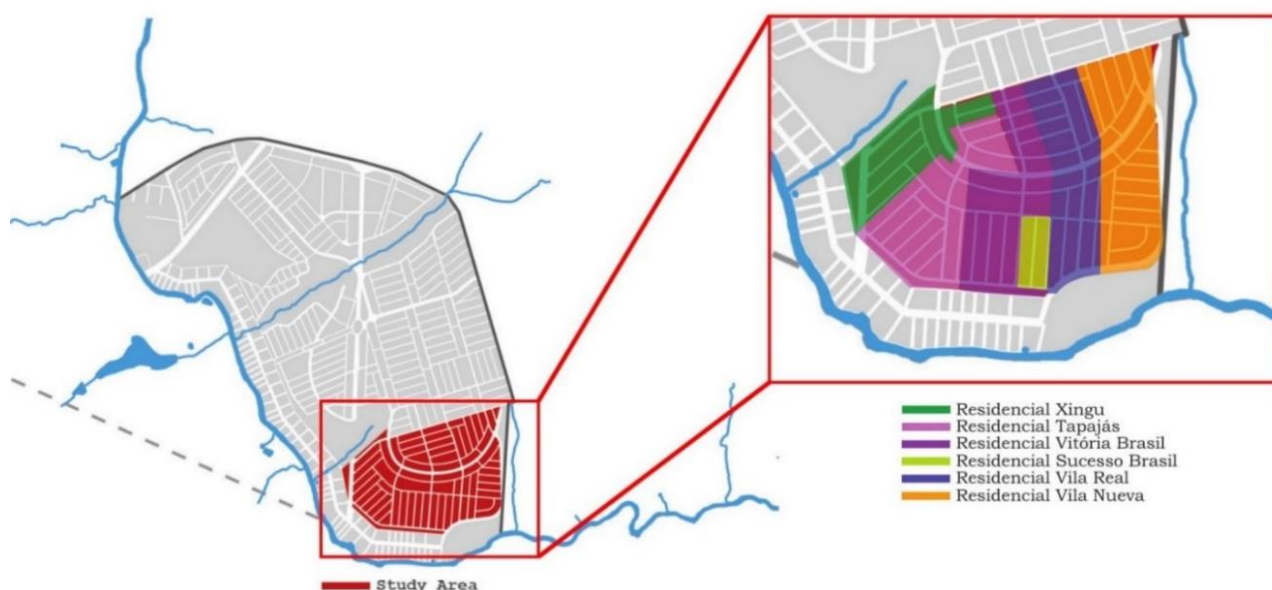 Residencial Xingu
Residencial Tapajás
Residencial Vitória Brasil
Residencial Sucesso Brasil
Residencial Vila Real
Residencial Vila Nueva
Study Area